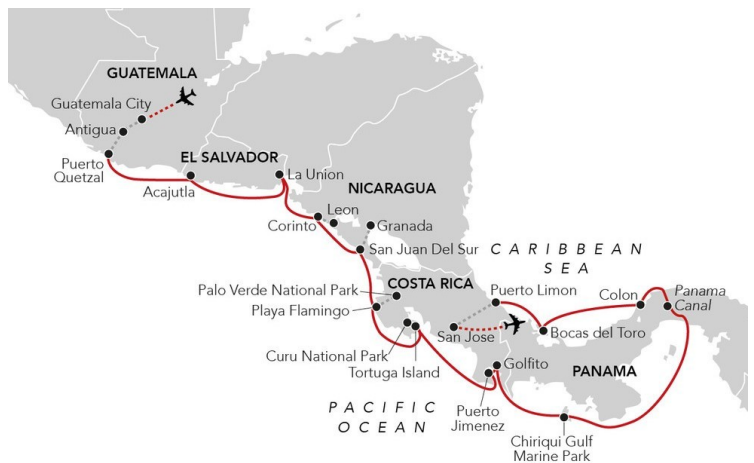 GUATEMALA
Guatemala City
Antigua
Puerto
Quetzal
EL SALVADOR
Acajutla
La Union
NICARAGUA
Leon
Corinto
Granada
San Juan Del Sur
CARIBBEAN
SEA
COSTA RICA
Palo Verde National Park
Playa Flamingo
Puerto Limon
Colon
Panama
Canal
San Jose
Bocas del Toro
Curu National Park
Tortuga Island
Golfito
PANAMA
Puerto
Jimenez
PACIFIC
OCEAN
Chiriqui Gulf
Marine Park